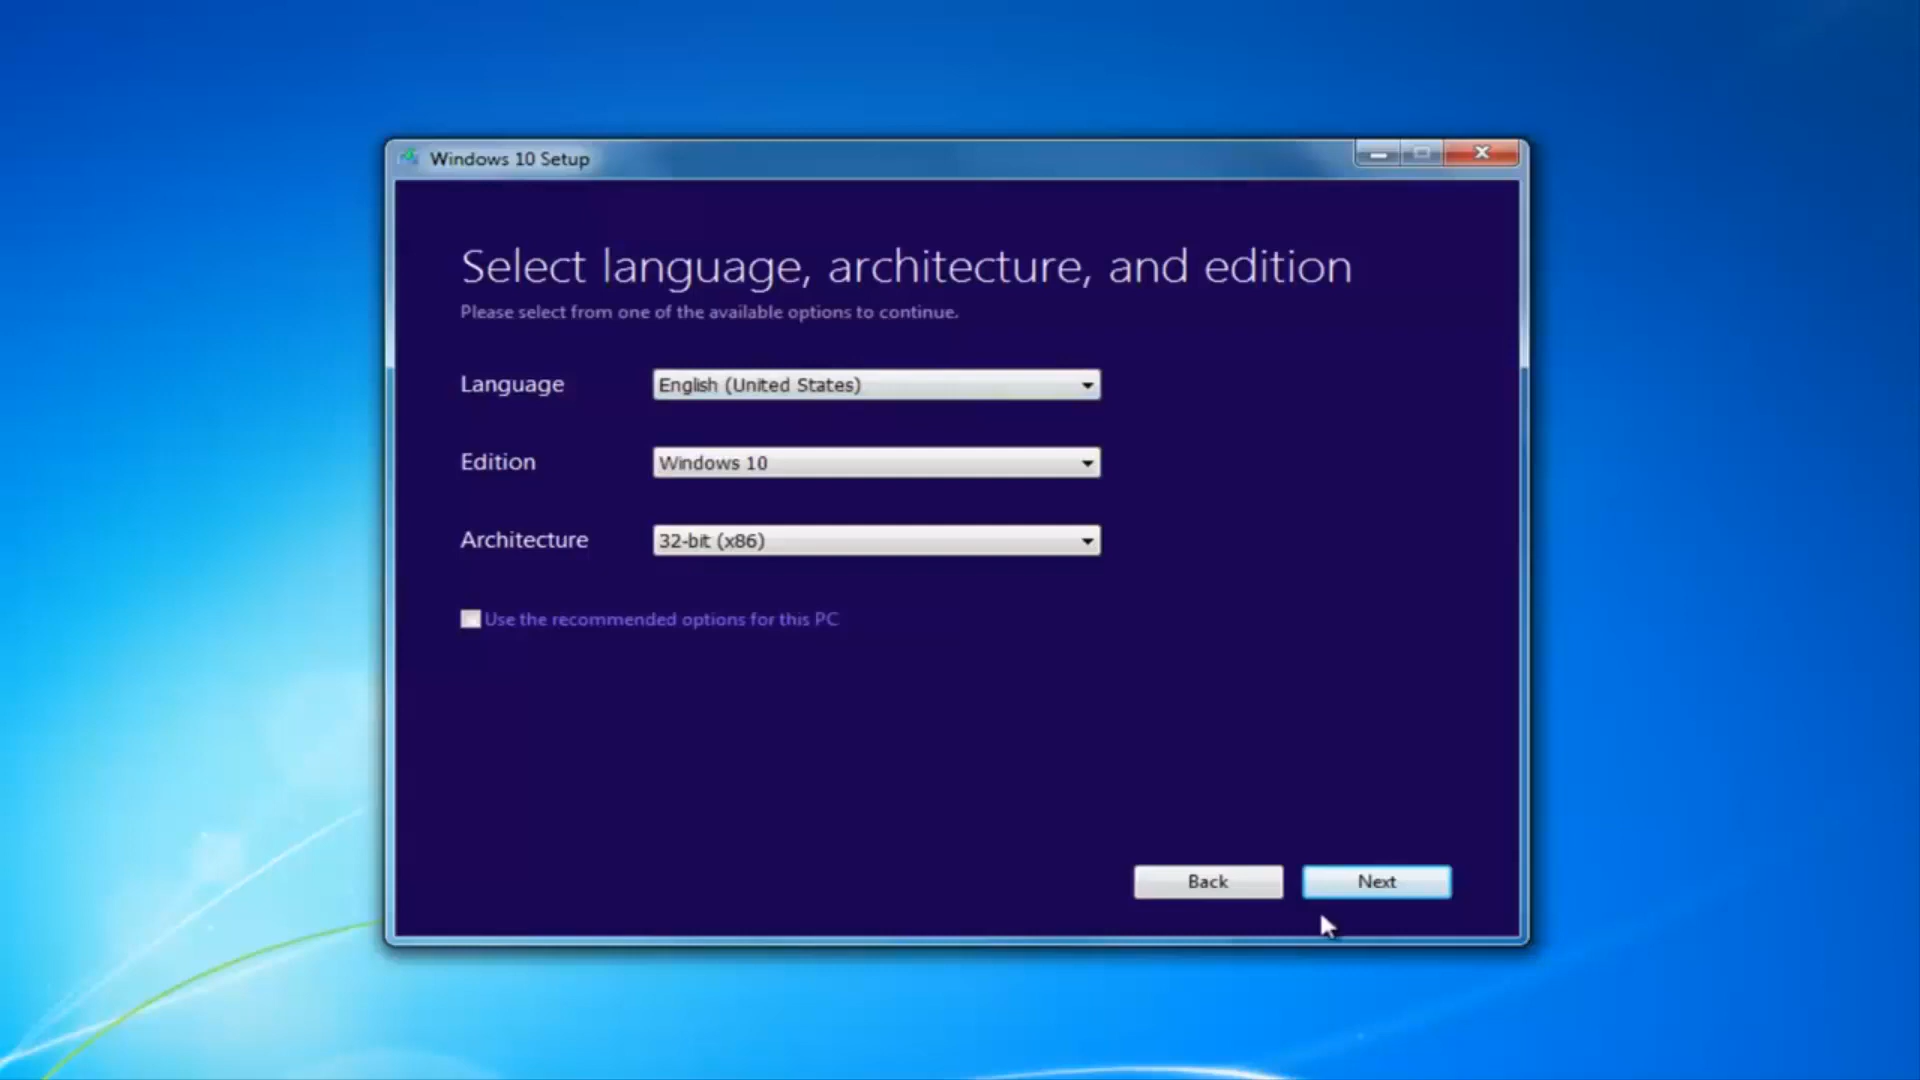 Windows 10 Setup
Select language, architecture, and edition
Please select from one of the available options to continue.
Language English (United States)
Edition Windows 10
Architecture 32-bit (x86)
Use the recommended options for this PC
Back Next